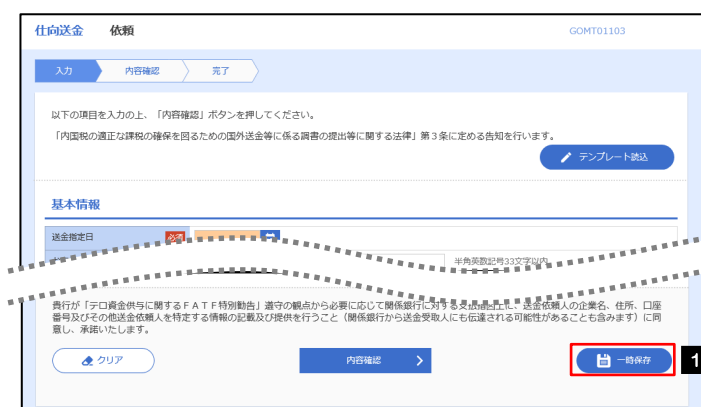 仕向送金 依頼 GOMT01103
入力 内容確認 完了
以下の項目を入力の上、「内容確認」ボタンを押してください。
「内国税の適正な課税の確保を図るための国外送金等に係る調書の提出等に関する法律」第３条に定める告知を行います。
テンプレート読込
基本情報
送金指定日 必須
半角英数記号33文字以内
貴行が「テロ資金供与に関するＦＡＴＦ特別勧告」遵守の観点から必要に応じて関係銀行に対する支払指図上に、送金依頼人の企業名、住所、口座
番号及びその他送金依頼人を特定する情報の記載及び提供を行うこと（関係銀行から送金受取人にも伝達される可能性があることも含みます）に同
意し、承諾いたします。
クリア 内容確認 一時保存 1